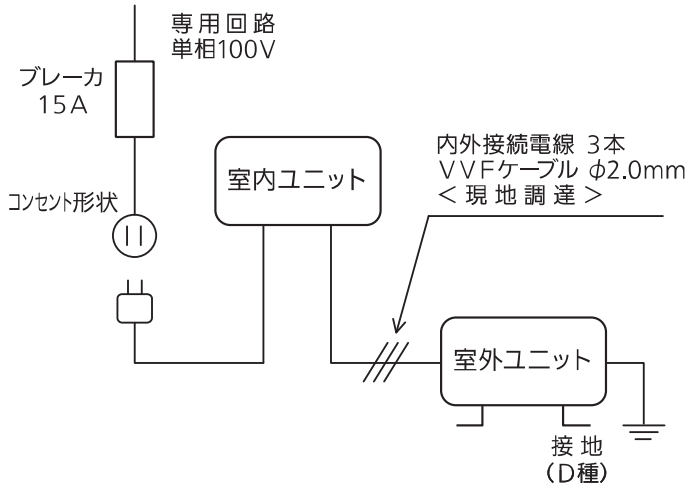 専用回路
単相100V
ブレーカ
15A
コンセント形状
室内ユニット
内外接続電線 3本
VVFケーブル φ2.0mm
<現地調達>
室外ユニット
接地
(D種)